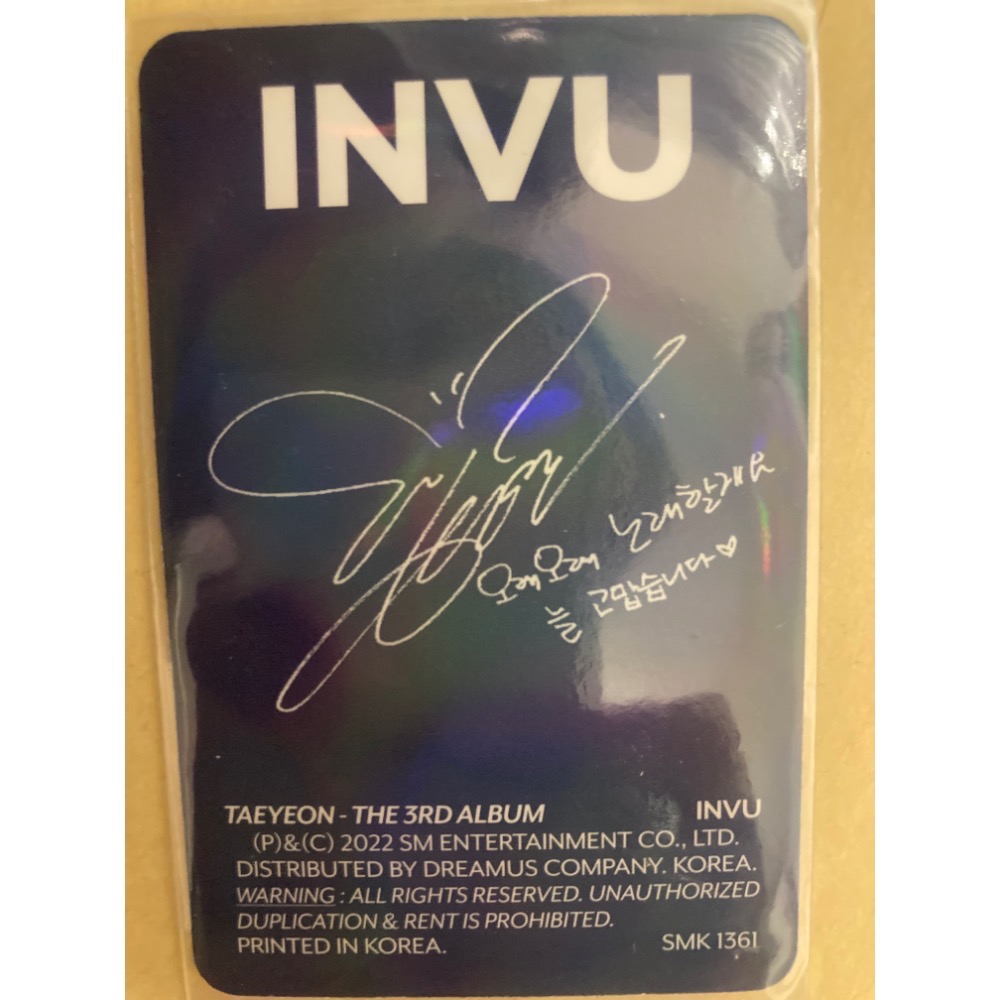 INVU
오래오래 노래할래요
늘 고맙습니다♡
TAEYEON - THE 3RD ALBUM INVU
(P)&(C) 2022 SM ENTERTAINMENT CO., LTD.
DISTRIBUTED BY DREAMUS COMPANY. KOREA.
WARNING : ALL RIGHTS RESERVED. UNAUTHORIZED
DUPLICATION & RENT IS PROHIBITED.
PRINTED IN KOREA. SMK 1361